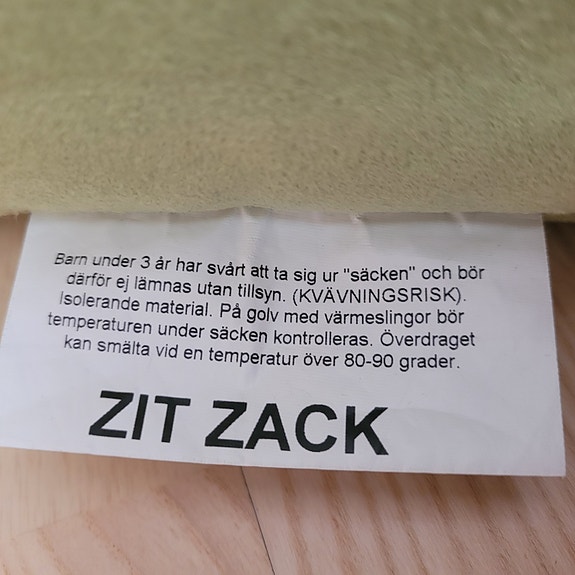 Barn under 3 år har svårt att ta sig ur "säcken" och bör
därför ej lämnas utan tillsyn. (KVÄVNINGSRISK).
Isolerande material. På golv med värmeslingor bör
temperaturen under säcken kontrolleras. Överdraget
kan smälta vid en temperatur över 80-90 grader.
ZIT ZACK